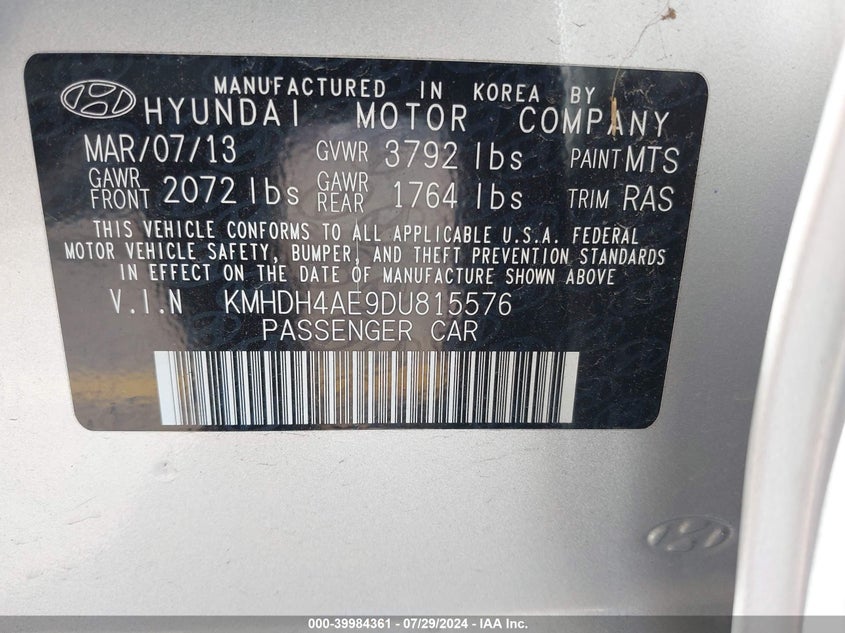 MANUFACTURED IN KOREA BY
HYUNDAI MOTOR COMPANY
MAR/07/13 GVWR 3792 lbs PAINT MTS
GAWR FRONT 2072 lbs GAWR REAR 1764 lbs TRIM RAS
THIS VEHICLE CONFORMS TO ALL APPLICABLE U.S.A. FEDERAL
MOTOR VEHICLE SAFETY, BUMPER, AND THEFT PREVENTION STANDARDS
IN EFFECT ON THE DATE OF MANUFACTURE SHOWN ABOVE
V.I.N KMHDH4AE9DU815576
PASSENGER CAR
000-39984361 - 07/29/2024 - IAA Inc.